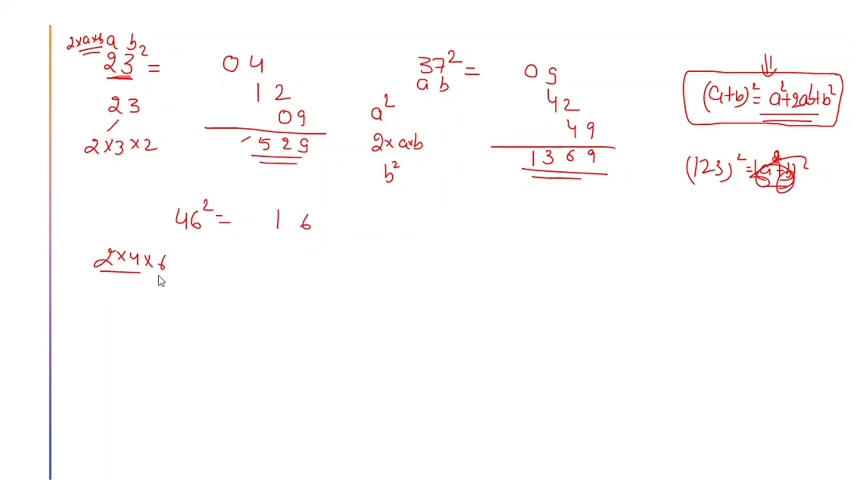 2×a×b a b
23² =
23
2×3×2
04
12
09
529
37² =
a b
a²
2×a×b
b²
09
42
49
1369
(a+b)² = a²+2ab+b²
(123)² =
46² = 16
2×4×6